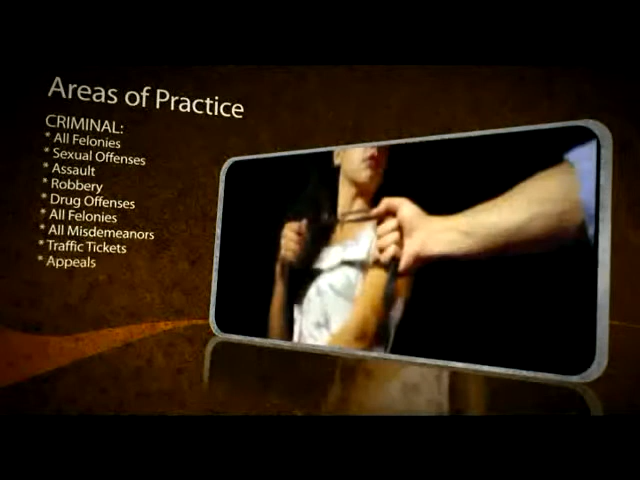 Areas of Practice
CRIMINAL:
* All Felonies
* Sexual Offenses
* Assault
* Robbery
* Drug Offenses
* All Felonies
* All Misdemeanors
* Traffic Tickets
* Appeals